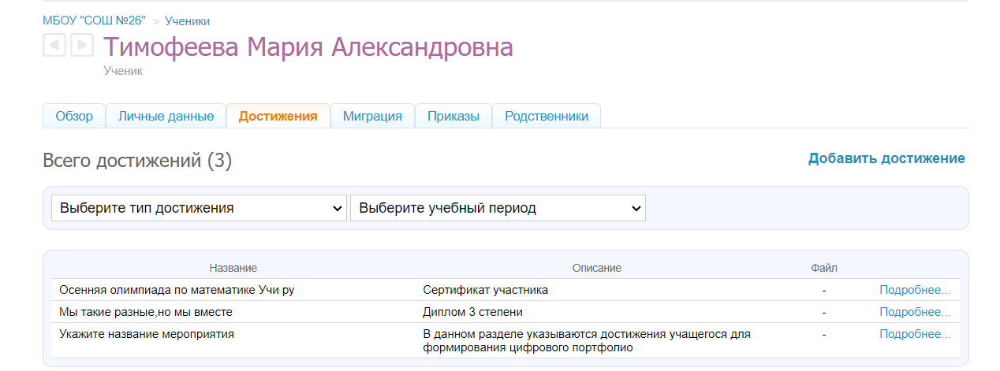 МБОУ "СОШ №26" > Ученики
Тимофеева Мария Александровна
Ученик
Обзор Личные данные Достижения Миграция Приказы Родственники
Всего достижений (3) Добавить достижение
Выберите тип достижения Выберите учебный период
Название Описание Файл
Осенняя олимпиада по математике Учи ру Сертификат участника - Подробнее...
Мы такие разные,но мы вместе Диплом 3 степени - Подробнее...
Укажите название мероприятия В данном разделе указываются достижения учащегося для - Подробнее...
формирования цифрового портфолио